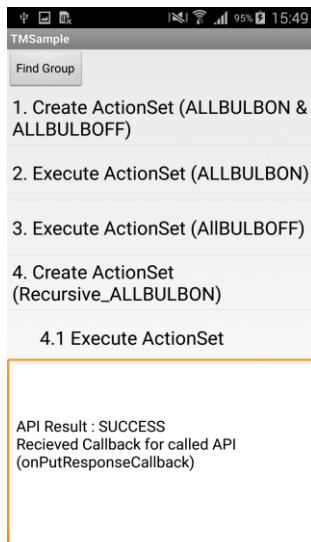 95% 15:49
TMSample
Find Group
1. Create ActionSet (ALLBULBON &
ALLBULBOFF)
2. Execute ActionSet (ALLBULBON)
3. Execute ActionSet (AllBULBOFF)
4. Create ActionSet
(Recursive_ALLBULBON)
4.1 Execute ActionSet
API Result : SUCCESS
Recieved Callback for called API
(onPutResponseCallback)